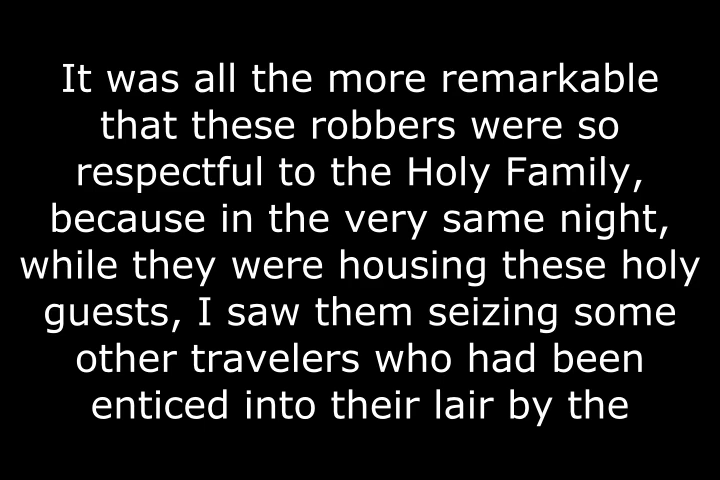 It was all the more remarkable
that these robbers were so
respectful to the Holy Family,
because in the very same night,
while they were housing these holy
guests, I saw them seizing some
other travelers who had been
enticed into their lair by the